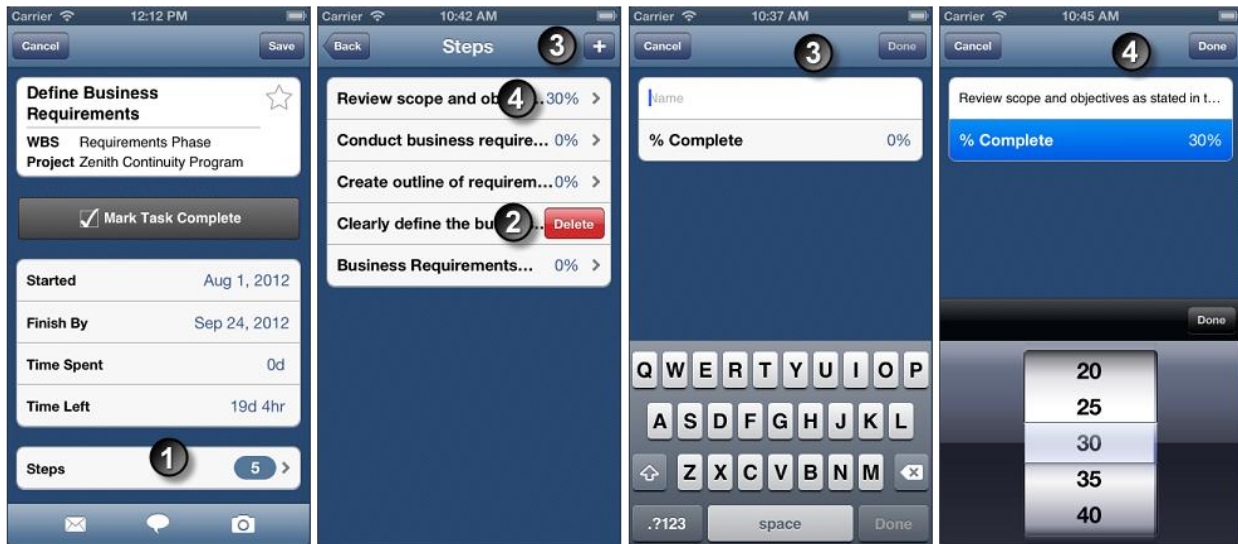 Carrier 12:12 PM
Cancel Save
Define Business
Requirements
WBS Requirements Phase
Project Zenith Continuity Program
Mark Task Complete
Started Aug 1, 2012
Finish By Sep 24, 2012
Time Spent 0d
Time Left 19d 4hr
1
Steps 5
Carrier 10:42 AM
Back Steps 3 +
Review scope and ob 4 ..30%
Conduct business require... 0%
Create outline of requirem...0%
Clearly define the bu 2 .. Delete
Business Requirements... 0%
Carrier 10:37 AM
Cancel 3 Done
Name
% Complete 0%
Q W E R T Y U I O P
A S D F G H J K L
Z X C V B N M
.?123 space Done
Carrier 10:45 AM
Cancel 4 Done
Review scope and objectives as stated in t...
% Complete 30%
Done
20
25
30
35
40